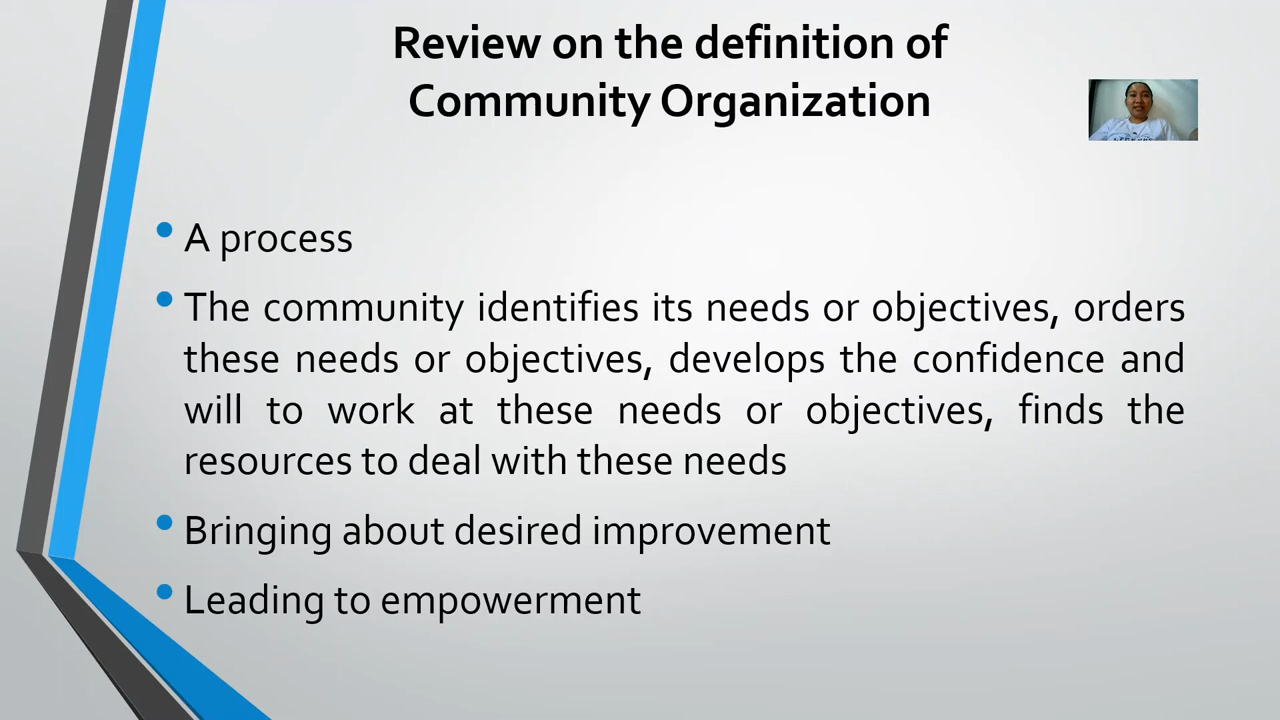 Review on the definition of
Community Organization
• A process
• The community identifies its needs or objectives, orders
these needs or objectives, develops the confidence and
will to work at these needs or objectives, finds the
resources to deal with these needs
• Bringing about desired improvement
• Leading to empowerment